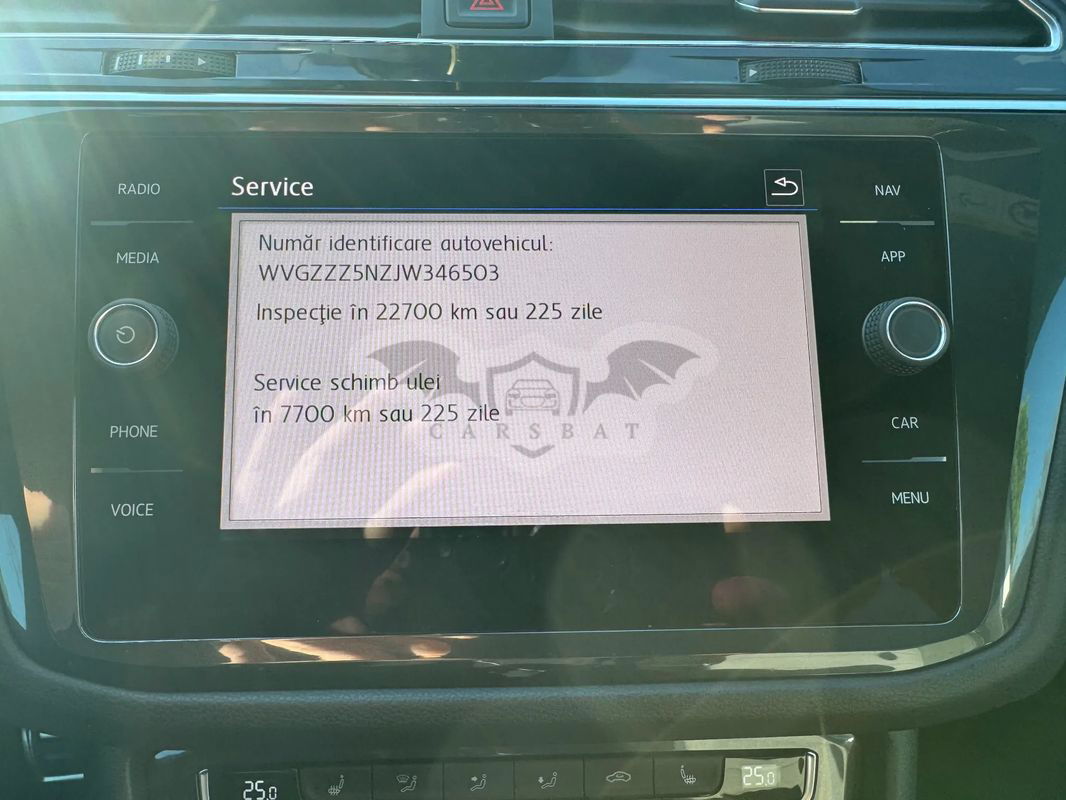 RADIO
MEDIA
PHONE
VOICE
Service
Număr identificare autovehicul:
WVGZZZ5NZJW346503
Inspecţie în 22700 km sau 225 zile
Service schimb ulei
în 7700 km sau 225 zile
CARSBAT
NAV
APP
CAR
MENU
25.0
25.0